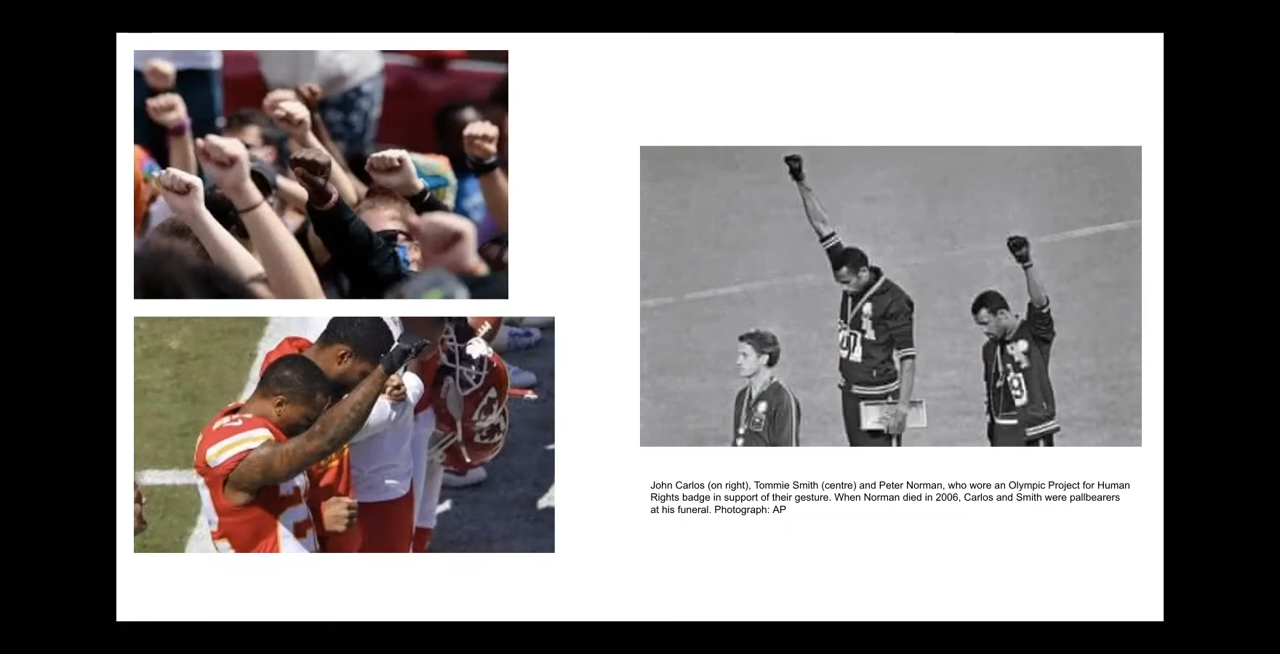 John Carlos (on right), Tommie Smith (centre) and Peter Norman, who wore an Olympic Project for Human
Rights badge in support of their gesture. When Norman died in 2006, Carlos and Smith were pallbearers
at his funeral. Photograph: AP